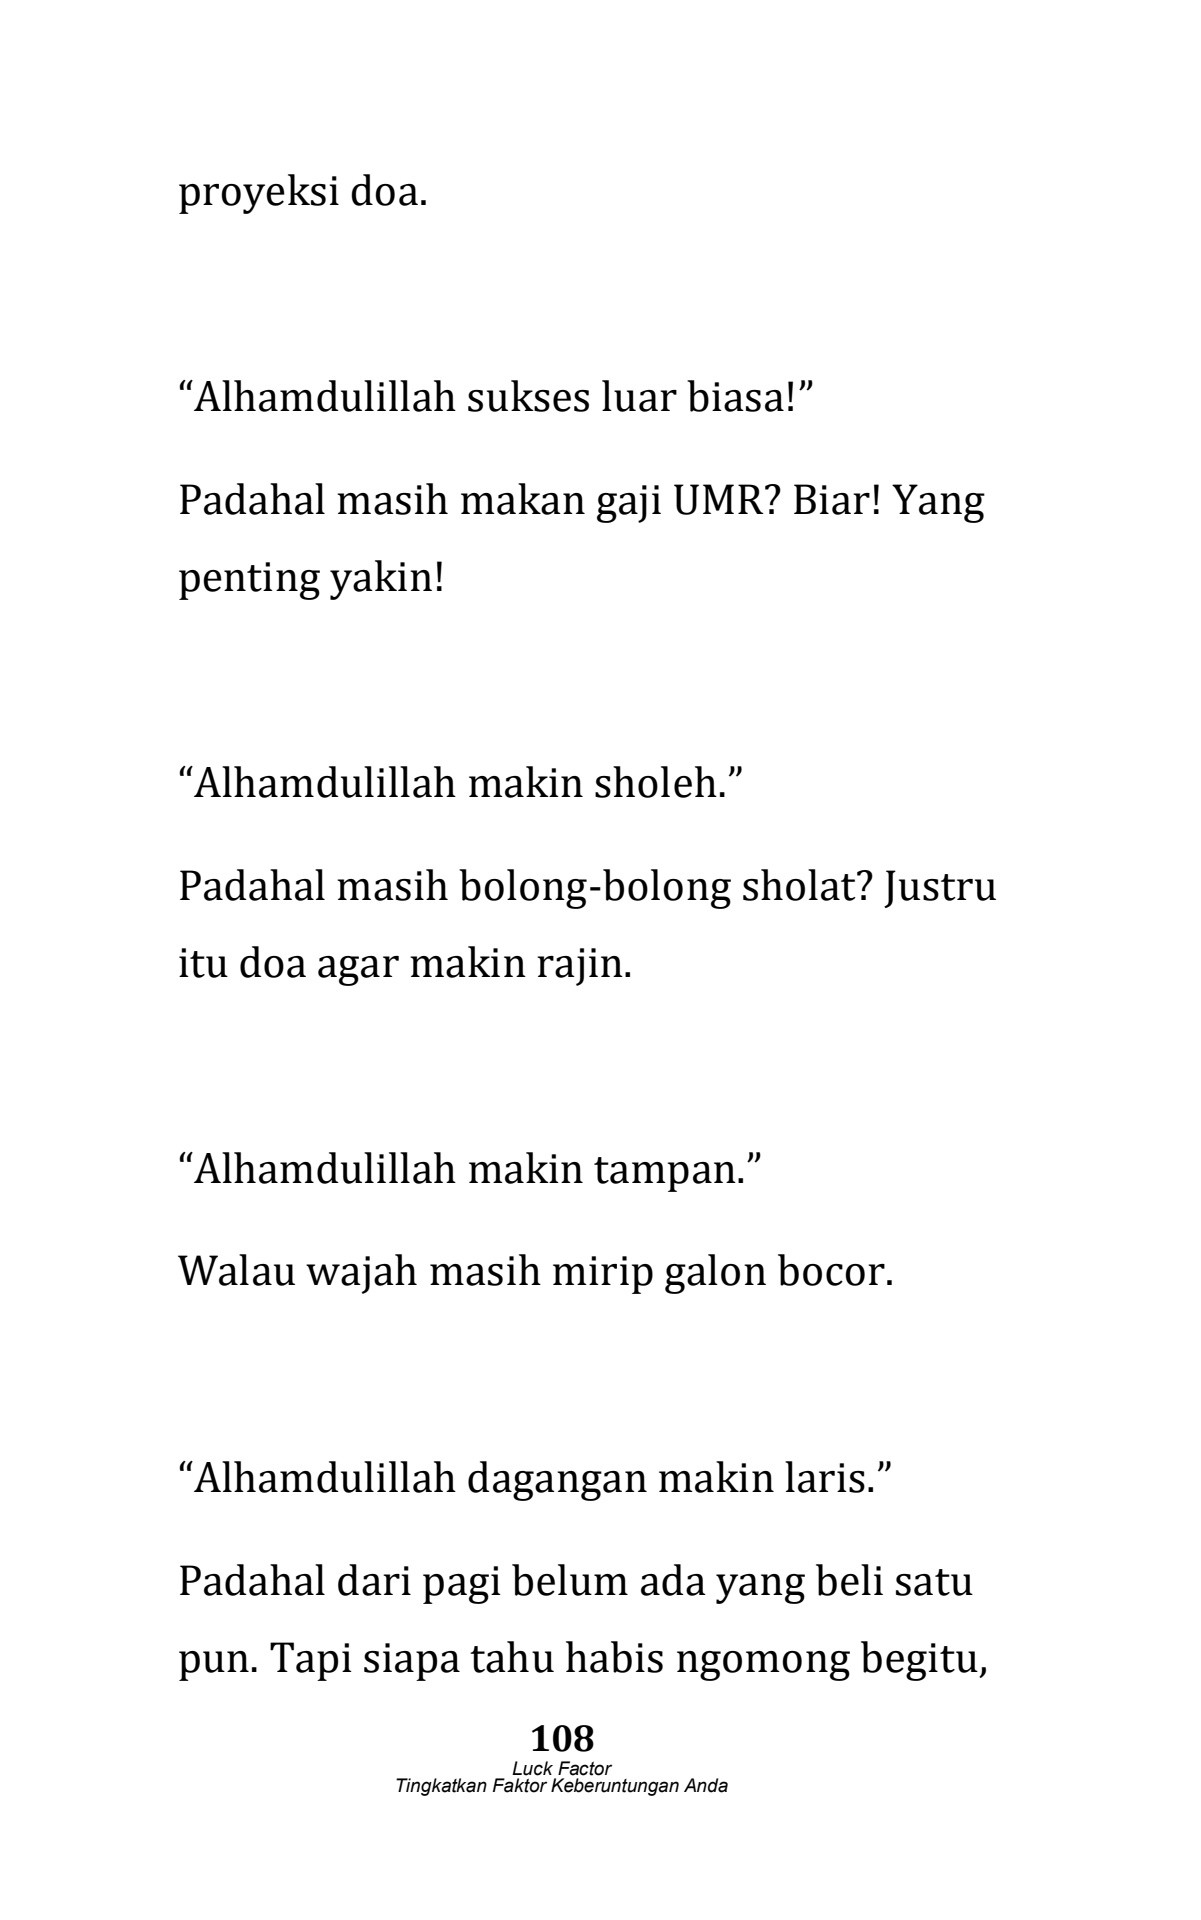 proyeksi doa.
“Alhamdulillah sukses luar biasa!”
Padahal masih makan gaji UMR? Biar! Yang
penting yakin!
“Alhamdulillah makin sholeh.”
Padahal masih bolong-bolong sholat? Justru
itu doa agar makin rajin.
“Alhamdulillah makin tampan.”
Walau wajah masih mirip galon bocor.
“Alhamdulillah dagangan makin laris.”
Padahal dari pagi belum ada yang beli satu
pun. Tapi siapa tahu habis ngomong begitu,
108
Luck Factor
Tingkatkan Faktor Keberuntungan Anda